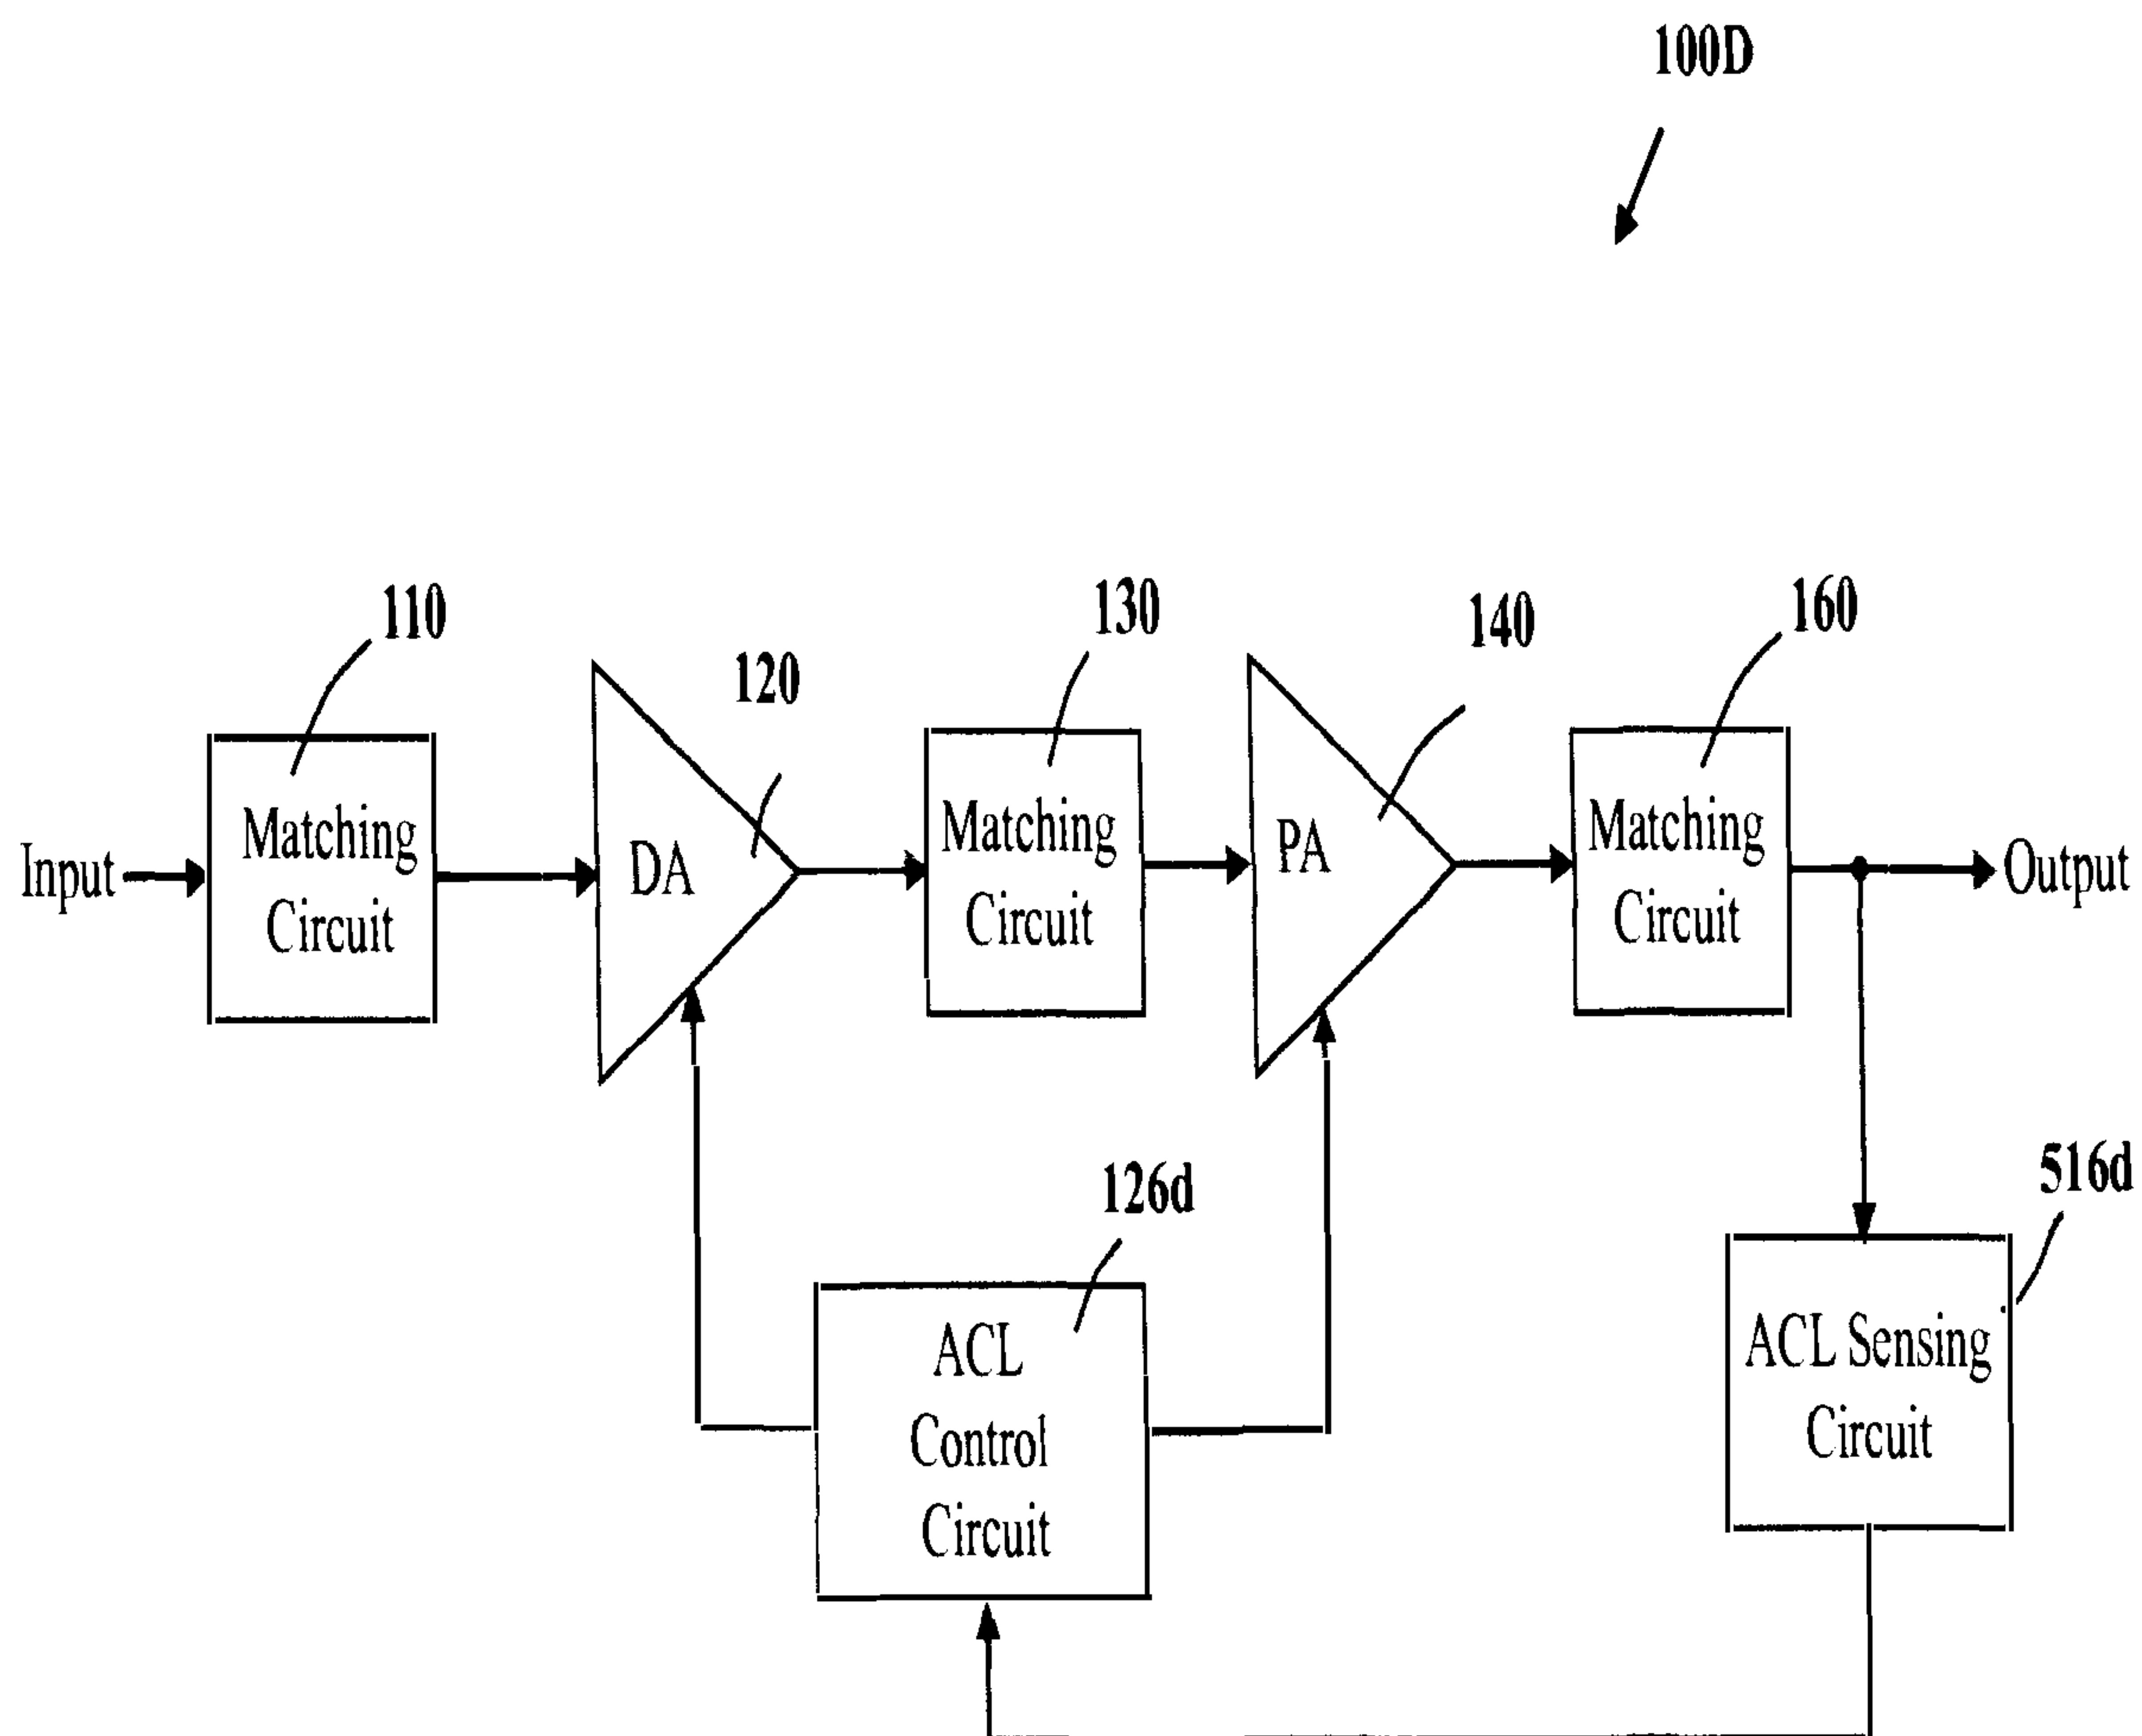 100D
110
120
130
140
160
Input
Matching
Circuit
DA
Matching
Circuit
PA
Matching
Circuit
Output
126d
516d
ACL
Control
Circuit
ACL Sensing
Circuit